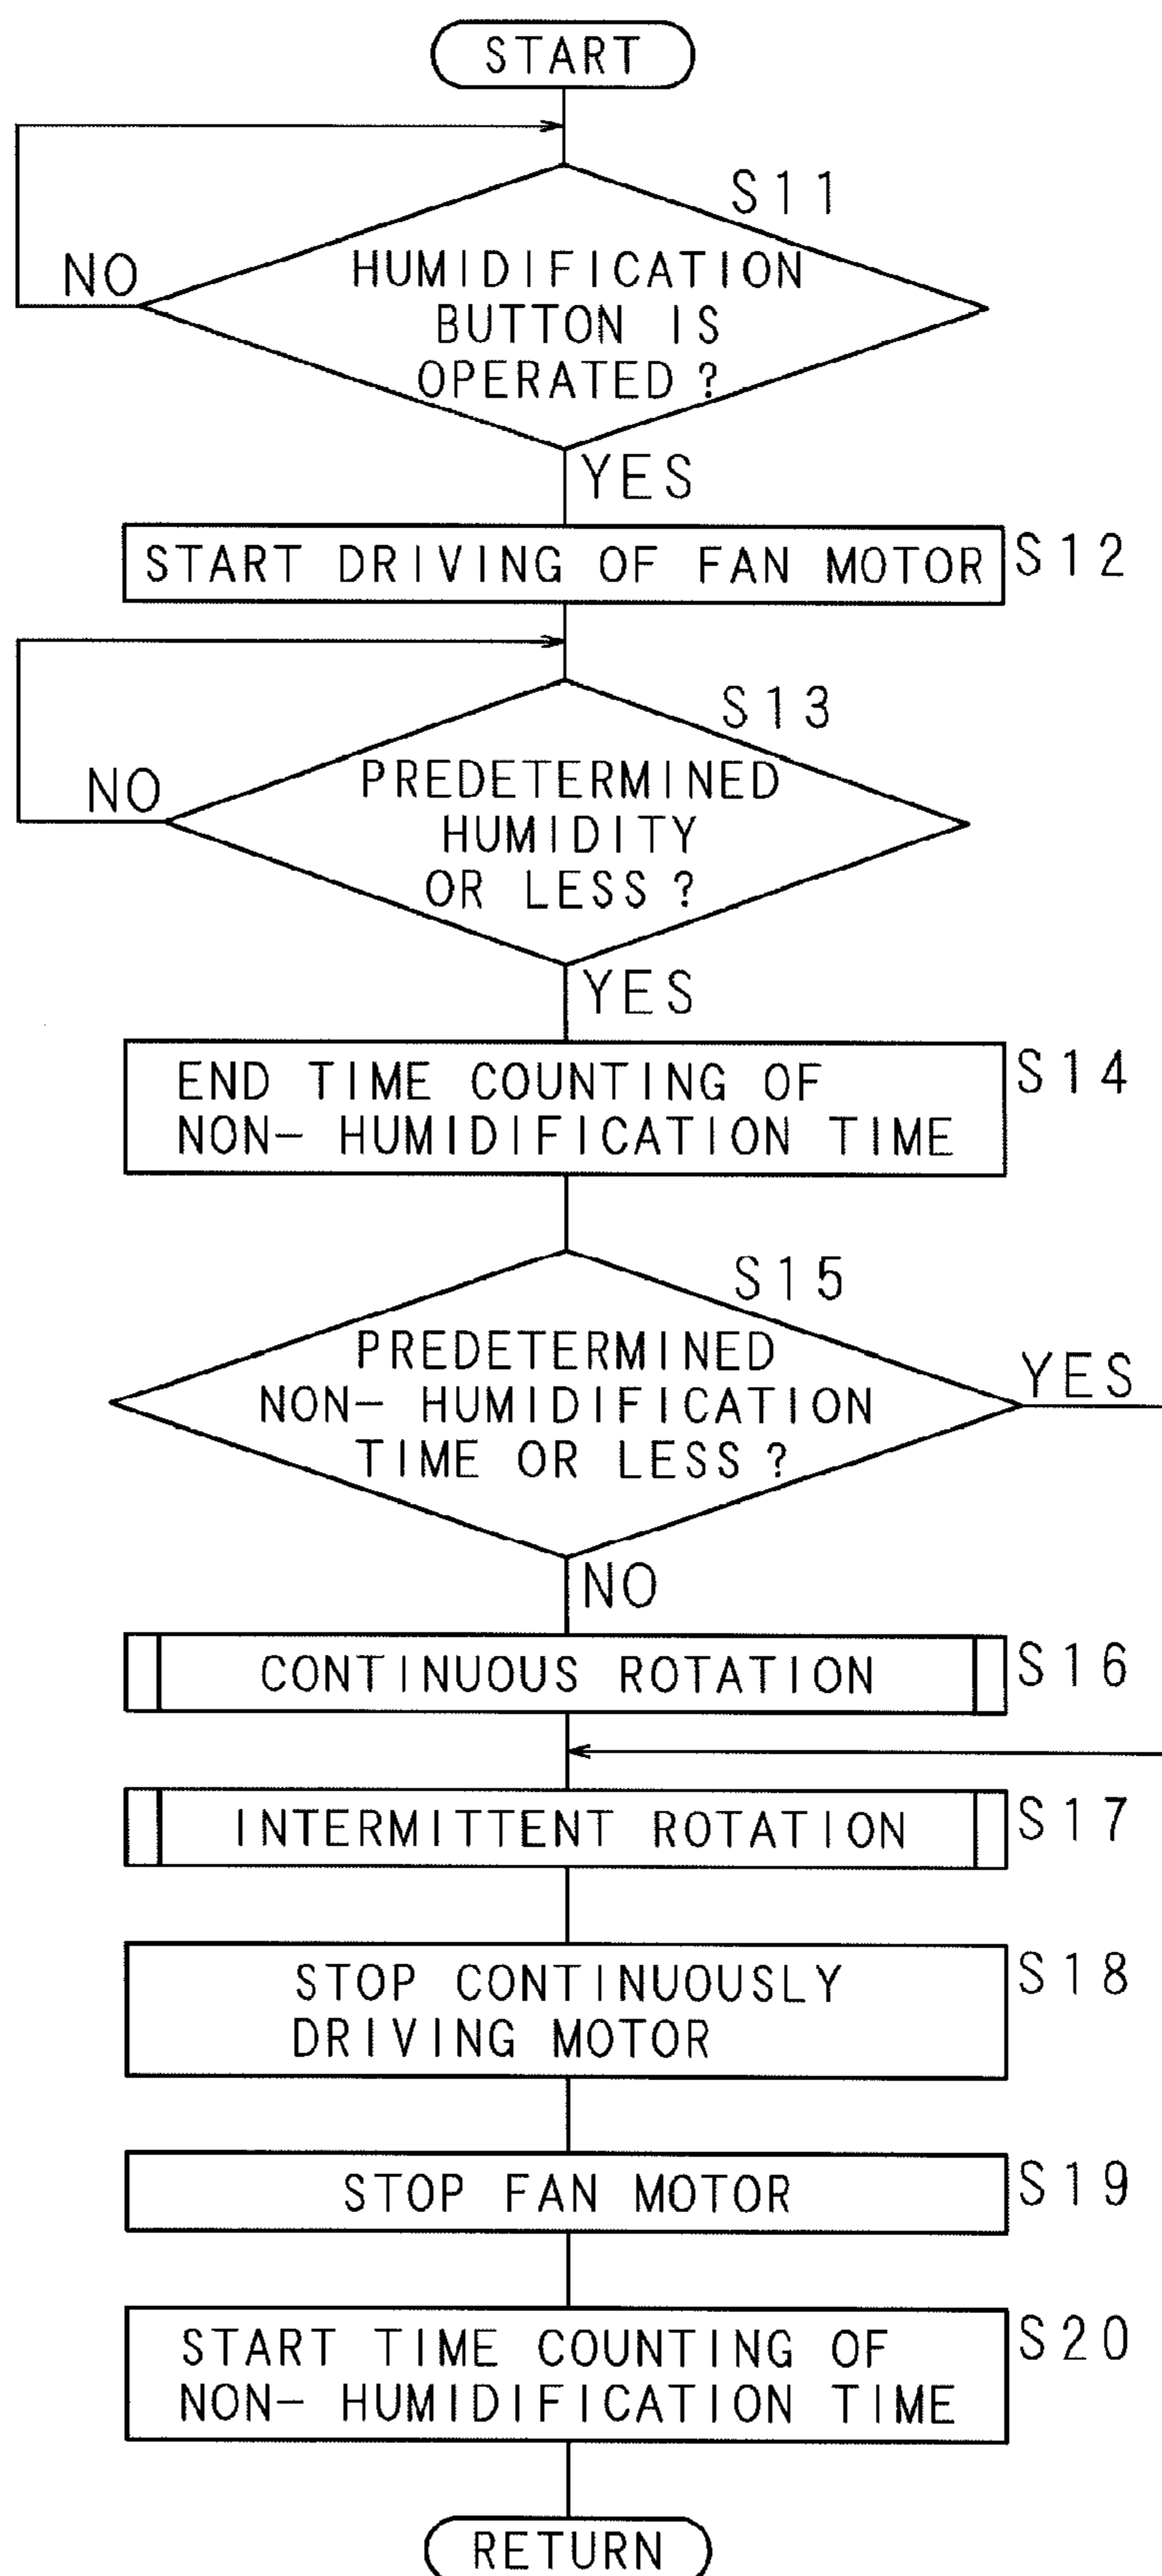 START
S11
NO
HUMIDIFICATION
BUTTON IS
OPERATED ?
YES
START DRIVING OF FAN MOTOR
S12
S13
NO
PREDETERMINED
HUMIDITY
OR LESS ?
YES
END TIME COUNTING OF
NON- HUMIDIFICATION TIME
S14
S15
PREDETERMINED
NON- HUMIDIFICATION
TIME OR LESS ?
YES
NO
CONTINUOUS ROTATION
S16
INTERMITTENT ROTATION
S17
STOP CONTINUOUSLY
DRIVING MOTOR
S18
STOP FAN MOTOR
S19
START TIME COUNTING OF
NON- HUMIDIFICATION TIME
S20
RETURN